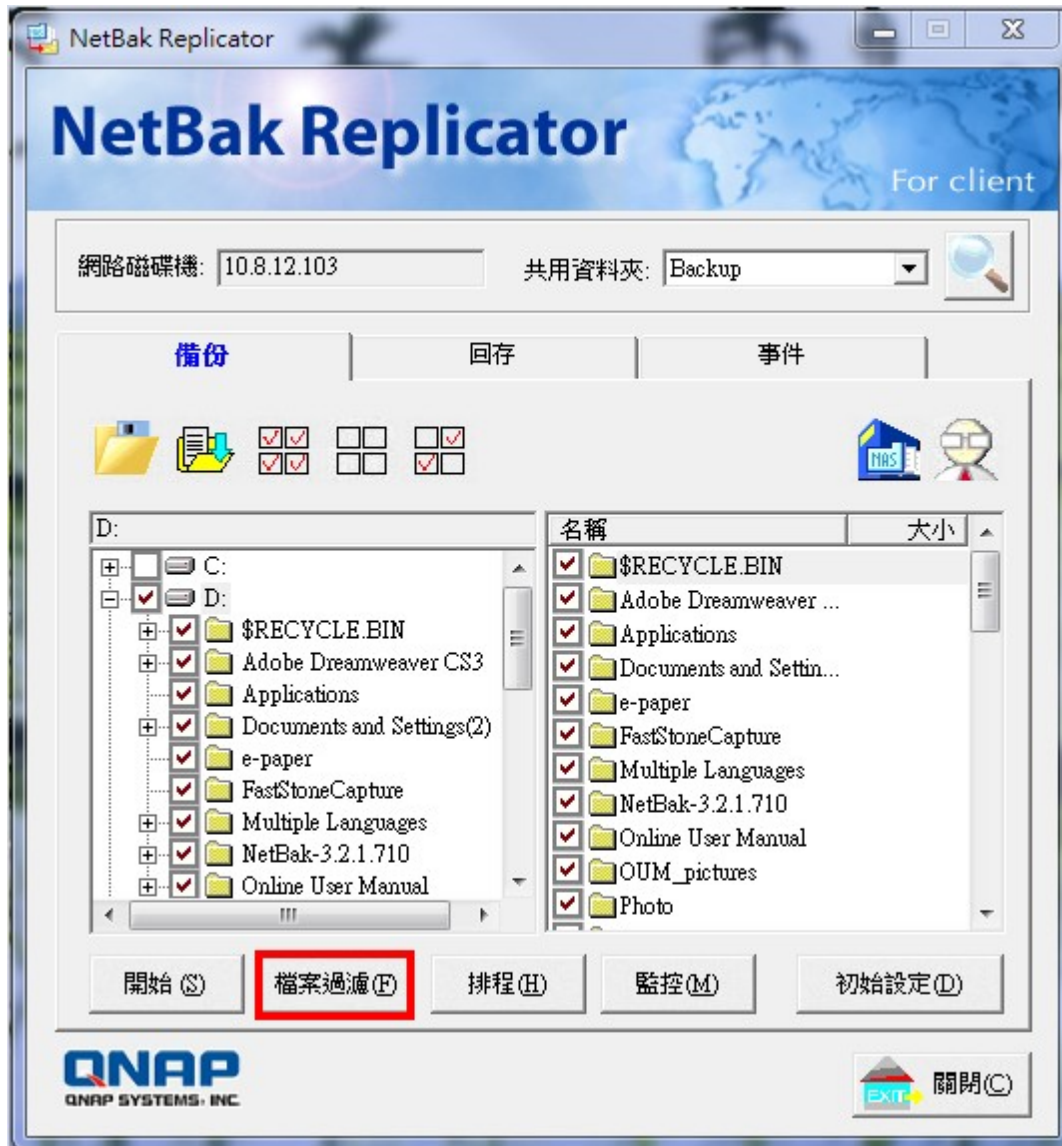 NetBak Replicator
NetBak Replicator
For client
網路磁碟機: 10.8.12.103 共用資料夾: Backup
備份 回存 事件
NAS
D:
C:
D:
$RECYCLE.BIN
Adobe Dreamweaver CS3
Applications
Documents and Settings(2)
e-paper
FastStoneCapture
Multiple Languages
NetBak-3.2.1.710
Online User Manual
名稱 大小
$RECYCLE.BIN
Adobe Dreamweaver ...
Applications
Documents and Settin...
e-paper
FastStoneCapture
Multiple Languages
NetBak-3.2.1.710
Online User Manual
OUM_pictures
Photo
開始 (S) 檔案過濾(F) 排程(H) 監控(M) 初始設定(D)
QNAP
QNAP SYSTEMS, INC.
EXIT 關閉(C)